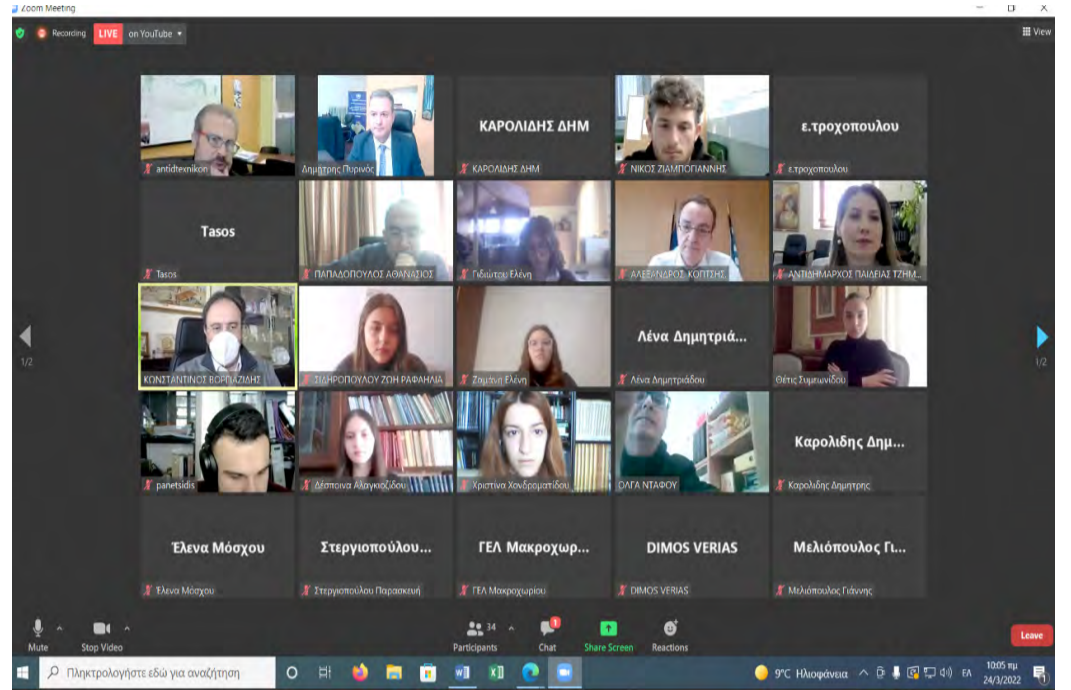 Zoom Meeting
Recording
LIVE on YouTube
View
antidtexnikon
Δημήτρης Πυρινός
ΚΑΡΟΛΙΔΗΣ ΔΗΜ
ΚΑΡΟΛΙΔΗΣ ΔΗΜ
ΝΙΚΟΣ ΖΙΑΜΠΟΓΙΑΝΝΗΣ
ε.τροχοπουλου
ε.τροχοπουλου
Tasos
Tasos
ΠΑΠΑΔΟΠΟΥΛΟΣ ΑΘΑΝΑΣΙΟΣ
Γιδιώτου Ελένη
ΑΛΕΞΑΝΔΡΟΣ ΚΟΠΤΣΗΣ
ΑΝΤΙΔΗΜΑΡΧΟΣ ΠΑΙΔΕΙΑΣ ΤΖΗΜ...
ΚΩΝΣΤΑΝΤΙΝΟΣ ΒΟΡΓΙΑΖΙΔΗΣ
ΣΙΔΗΡΟΠΟΥΛΟΥ ΖΩΗ ΡΑΦΑΗΛΙΑ
Ζαμάνη Ελένη
Λένα Δημητριά...
Λένα Δημητριάδου
Θέτις Συμεωνίδου
1/2
1/2
panetsidis
Δέσποινα Αλαγκιοζίδου
Χριστίνα Χονδροματίδου
ΟΛΓΑ ΝΤΑΦΟΥ
Καρολίδης Δημ...
Καρολίδης Δημητρης
Έλενα Μόσχου
Έλενα Μόσχου
Στεργιοπούλου...
Στεργιοπούλου Παρασκευή
ΓΕΛ Μακροχωρ...
ΓΕΛ Μακροχωρίου
DIMOS VERIAS
DIMOS VERIAS
Μελιόπουλος Γι...
Μελιόπουλος Γιάννης
Mute
Stop Video
34
Participants
1
Chat
Share Screen
Reactions
Leave
Πληκτρολογήστε εδώ για αναζήτηση
9°C Ηλιοφάνεια
ΕΛ
10:05 πμ
24/3/2022
1